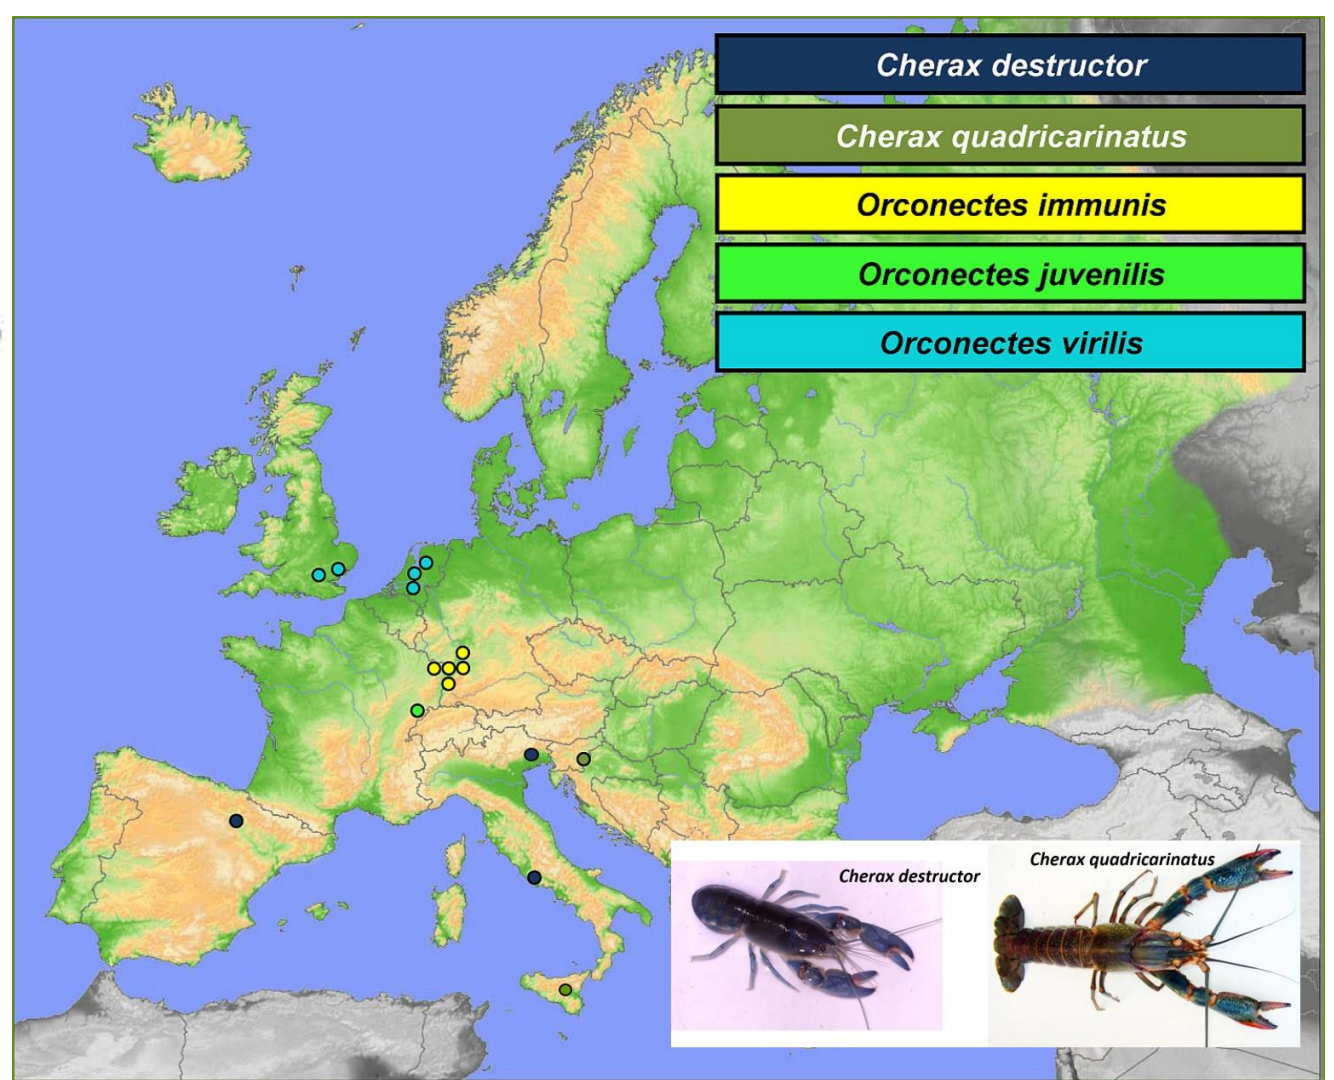 Cherax destructor
Cherax quadricarinatus
Orconectes immunis
Orconectes juvenilis
Orconectes virilis
Cherax destructor
Cherax quadricarinatus